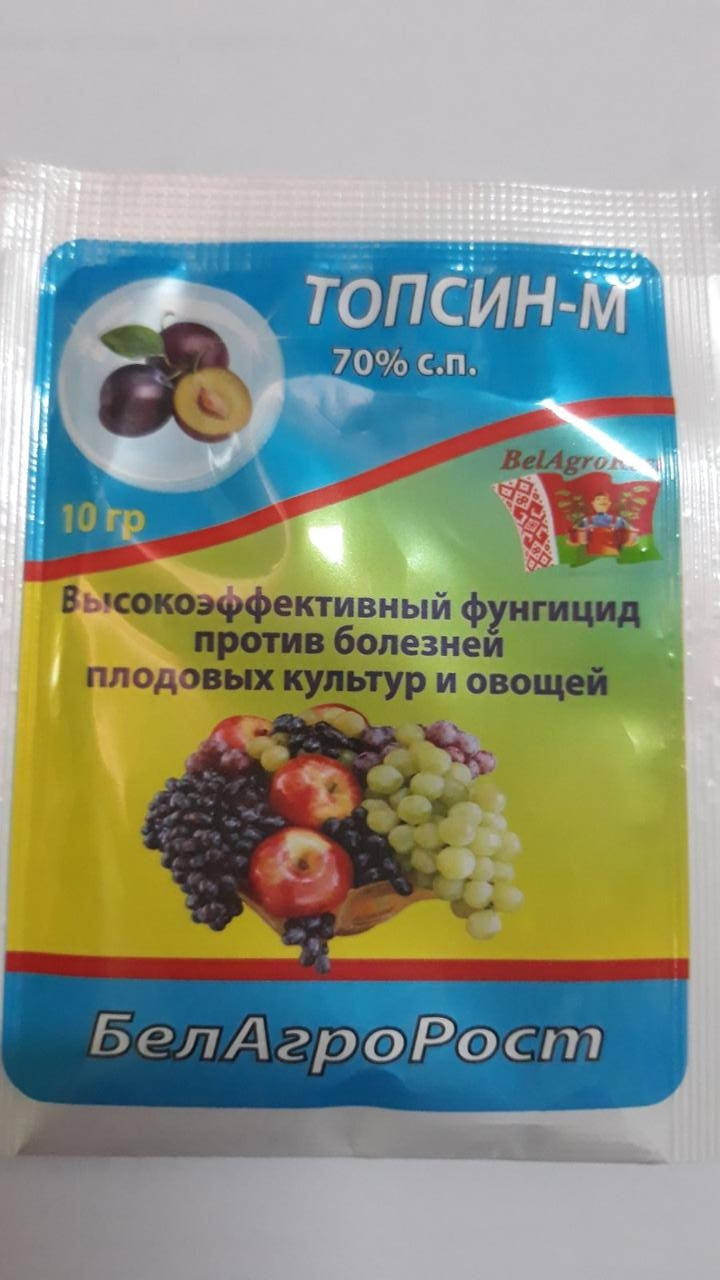 ТОПСИН-М
70% с.п.
10 гр
Высокоэффективный фунгицид
против болезней
плодовых культур и овощей
БелАгроРост